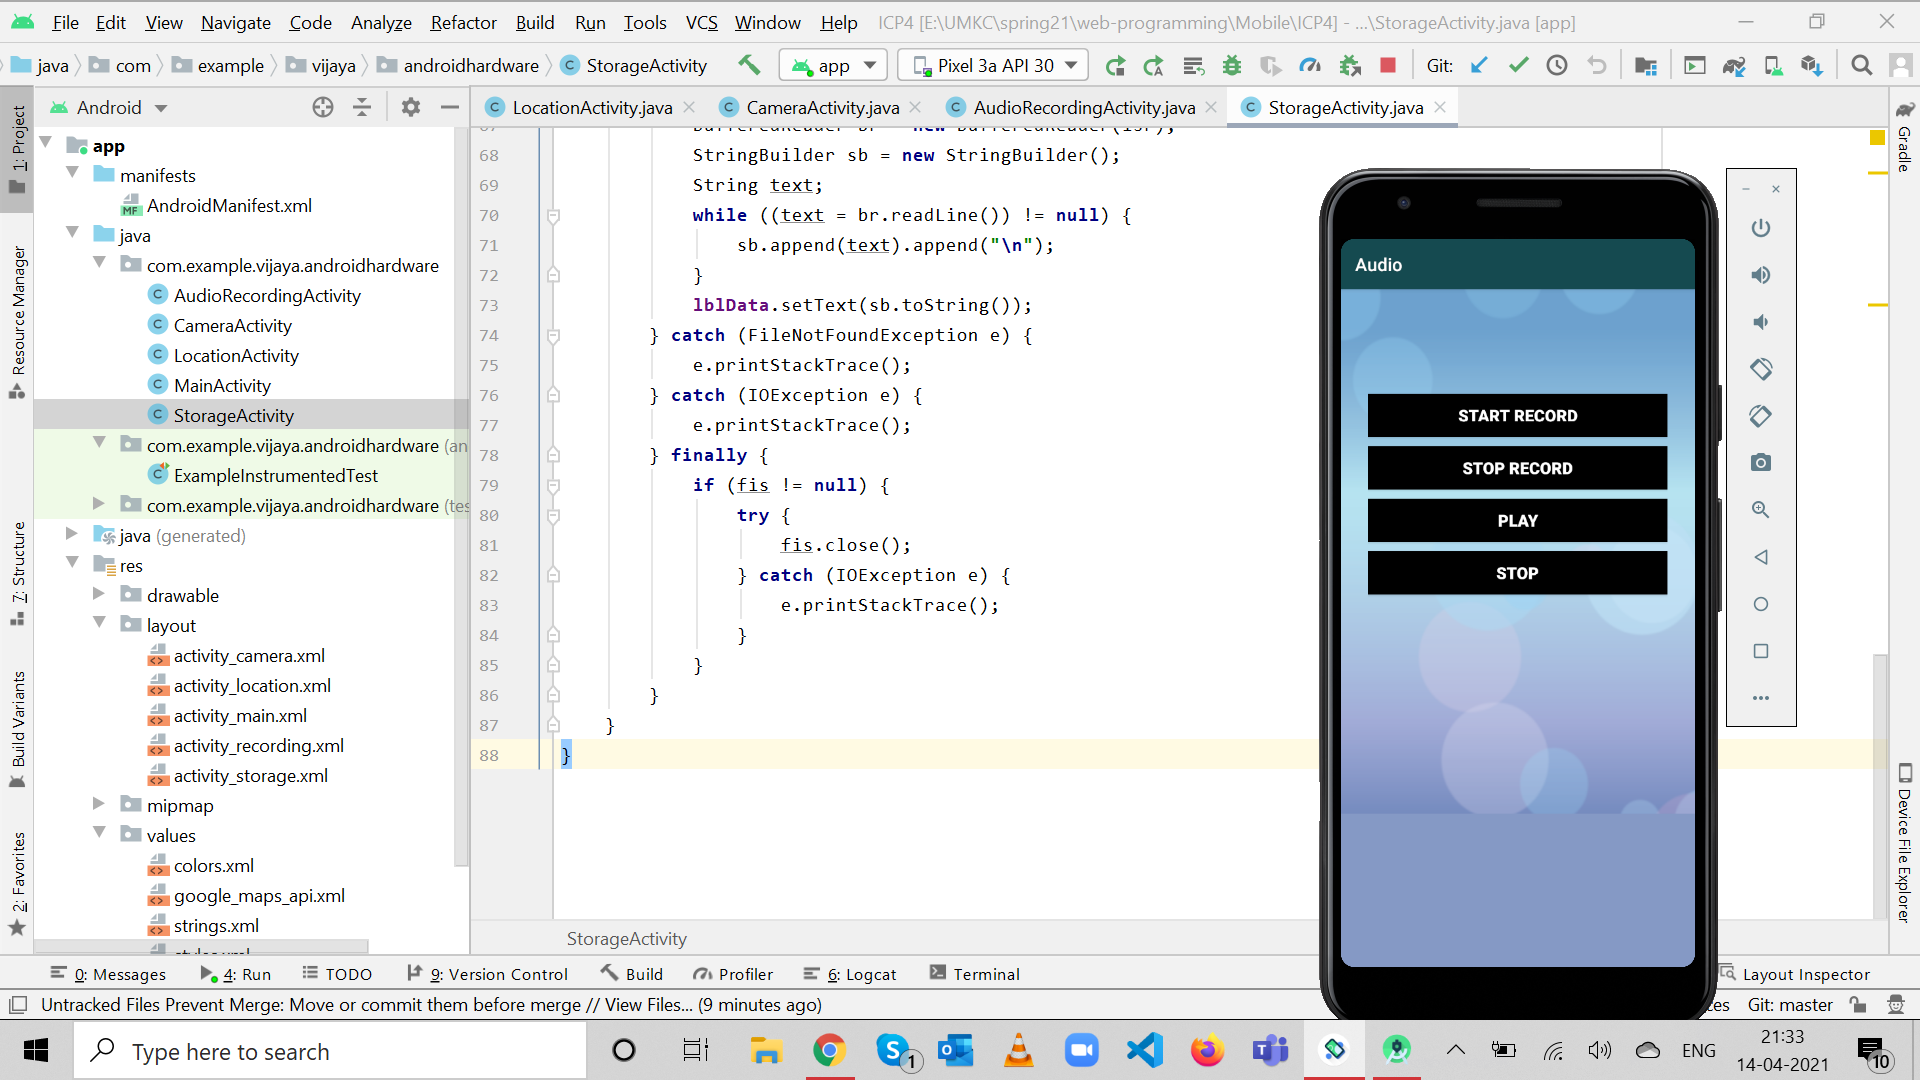 File Edit View Navigate Code Analyze Refactor Build Run Tools VCS Window Help ICP4 [E:\UMKC\spring21\web-programming\Mobile\ICP4] - ...\StorageActivity.java [app]
java com example vijaya androidhardware StorageActivity app Pixel 3a API 30 Git:
Android LocationActivity.java CameraActivity.java AudioRecordingActivity.java StorageActivity.java
1: Project
Resource Manager
7: Structure
Build Variants
2: Favorites
app
manifests
AndroidManifest.xml
java
com.example.vijaya.androidhardware
AudioRecordingActivity
CameraActivity
LocationActivity
MainActivity
StorageActivity
com.example.vijaya.androidhardware (an
ExampleInstrumentedTest
com.example.vijaya.androidhardware (tes
java (generated)
res
drawable
layout
activity_camera.xml
activity_location.xml
activity_main.xml
activity_recording.xml
activity_storage.xml
mipmap
values
colors.xml
google_maps_api.xml
strings.xml
styles.xml
67 BufferedReader br = new BufferedReader(isr);
68 StringBuilder sb = new StringBuilder();
69 String text;
70 while ((text = br.readLine()) != null) {
71 sb.append(text).append("\n");
72 }
73 lblData.setText(sb.toString());
74 } catch (FileNotFoundException e) {
75 e.printStackTrace();
76 } catch (IOException e) {
77 e.printStackTrace();
78 } finally {
79 if (fis != null) {
80 try {
81 fis.close();
82 } catch (IOException e) {
83 e.printStackTrace();
84 }
85 }
86 }
87 }
88 }
StorageActivity
Audio
START RECORD
STOP RECORD
PLAY
STOP
Gradle
Device File Explorer
0: Messages 4: Run TODO 9: Version Control Build Profiler 6: Logcat Terminal Layout Inspector
Untracked Files Prevent Merge: Move or commit them before merge // View Files... (9 minutes ago) Git: master
Type here to search
1
ENG
21:33
14-04-2021
10